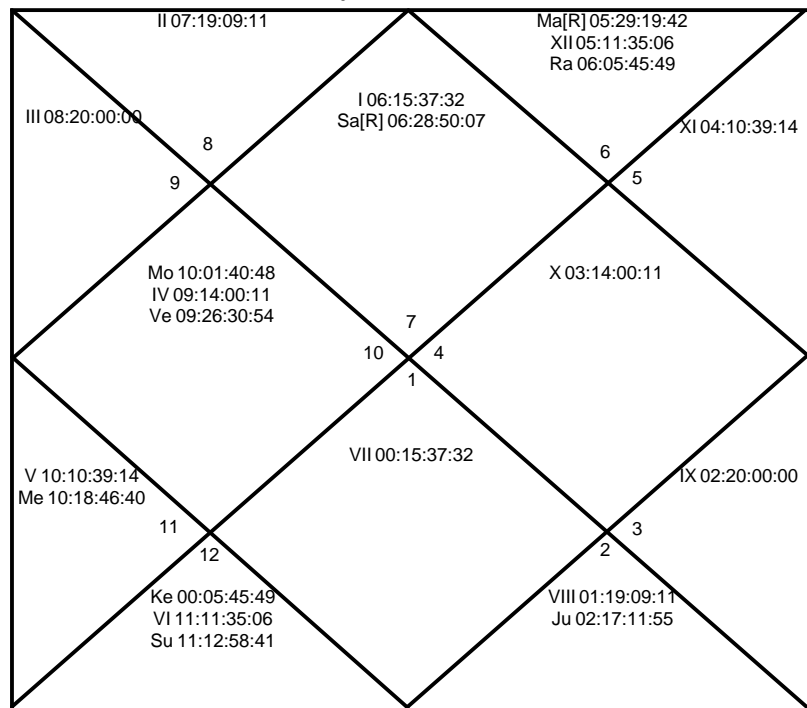 II 07:19:09:11
Ma[R] 05:29:19:42
XII 05:11:35:06
Ra 06:05:45:49
I 06:15:37:32
Sa[R] 06:28:50:07
III 08:20:00:00
XI 04:10:39:14
8
6
9
5
Mo 10:01:40:48
IV 09:14:00:11
Ve 09:26:30:54
X 03:14:00:11
7
10
4
1
VII 00:15:37:32
V 10:10:39:14
Me 10:18:46:40
IX 02:20:00:00
11
3
12
2
Ke 00:05:45:49
VI 11:11:35:06
Su 11:12:58:41
VIII 01:19:09:11
Ju 02:17:11:55